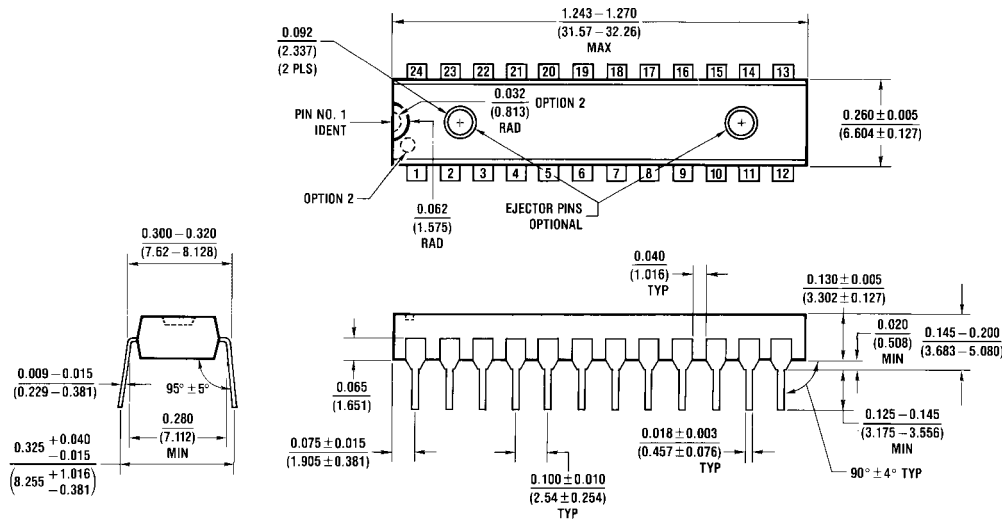 1.243 – 1.270
(31.57 – 32.26)
MAX
0.092
(2.337)
(2 PLS)
24 23 22 21 20 19 18 17 16 15 14 13
0.032
(0.813)
RAD
OPTION 2
PIN NO. 1
IDENT
0.260 ± 0.005
(6.604 ± 0.127)
1 2 3 4 5 6 7 8 9 10 11 12
OPTION 2
0.062
(1.575)
RAD
EJECTOR PINS
OPTIONAL
0.300 – 0.320
(7.62 – 8.128)
0.040
(1.016)
TYP
0.130 ± 0.005
(3.302 ± 0.127)
0.020
(0.508)
MIN
0.145 – 0.200
(3.683 – 5.080)
0.009 – 0.015
(0.229 – 0.381)
95° ± 5°
0.065
(1.651)
0.280
(7.112)
MIN
0.125 – 0.145
(3.175 – 3.556)
MIN
0.325 +0.040
–0.015
(8.255 +1.016
–0.381)
0.075 ± 0.015
(1.905 ± 0.381)
0.018 ± 0.003
(0.457 ± 0.076)
TYP
0.100 ± 0.010
(2.54 ± 0.254)
TYP
90° ± 4° TYP